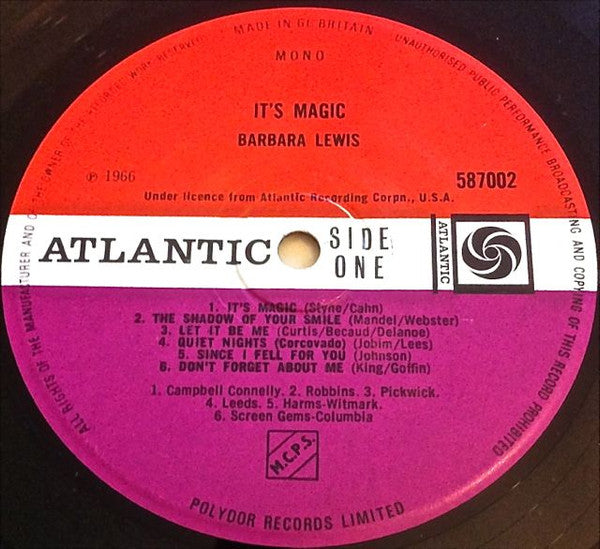 MADE IN GT. BRITAIN
MONO
IT'S MAGIC
BARBARA LEWIS
℗ 1966
587002
Under licence from Atlantic Recording Corpn., U.S.A.
ATLANTIC
SIDE
ONE
ATLANTIC
1. IT'S MAGIC (Styne/Cahn)
2. THE SHADOW OF YOUR SMILE (Mandel/Webster)
3. LET IT BE ME (Curtis/Becaud/Delanoe)
4. QUIET NIGHTS (Corcovado) (Jobim/Lees)
5. SINCE I FELL FOR YOU (Johnson)
6. DON'T FORGET ABOUT ME (King/Goffin)
1. Campbell Connelly. 2. Robbins. 3. Pickwick.
4. Leeds. 5. Harms-Witmark.
6. Screen Gems-Columbia
M.C.P.S.
POLYDOR RECORDS LIMITED
ALL RIGHTS OF THE MANUFACTURER AND OF THE OWNER OF THE RECORDED WORK RESERVED
UNAUTHORISED PUBLIC PERFORMANCE BROADCASTING AND COPYING OF THIS RECORD PROHIBITED